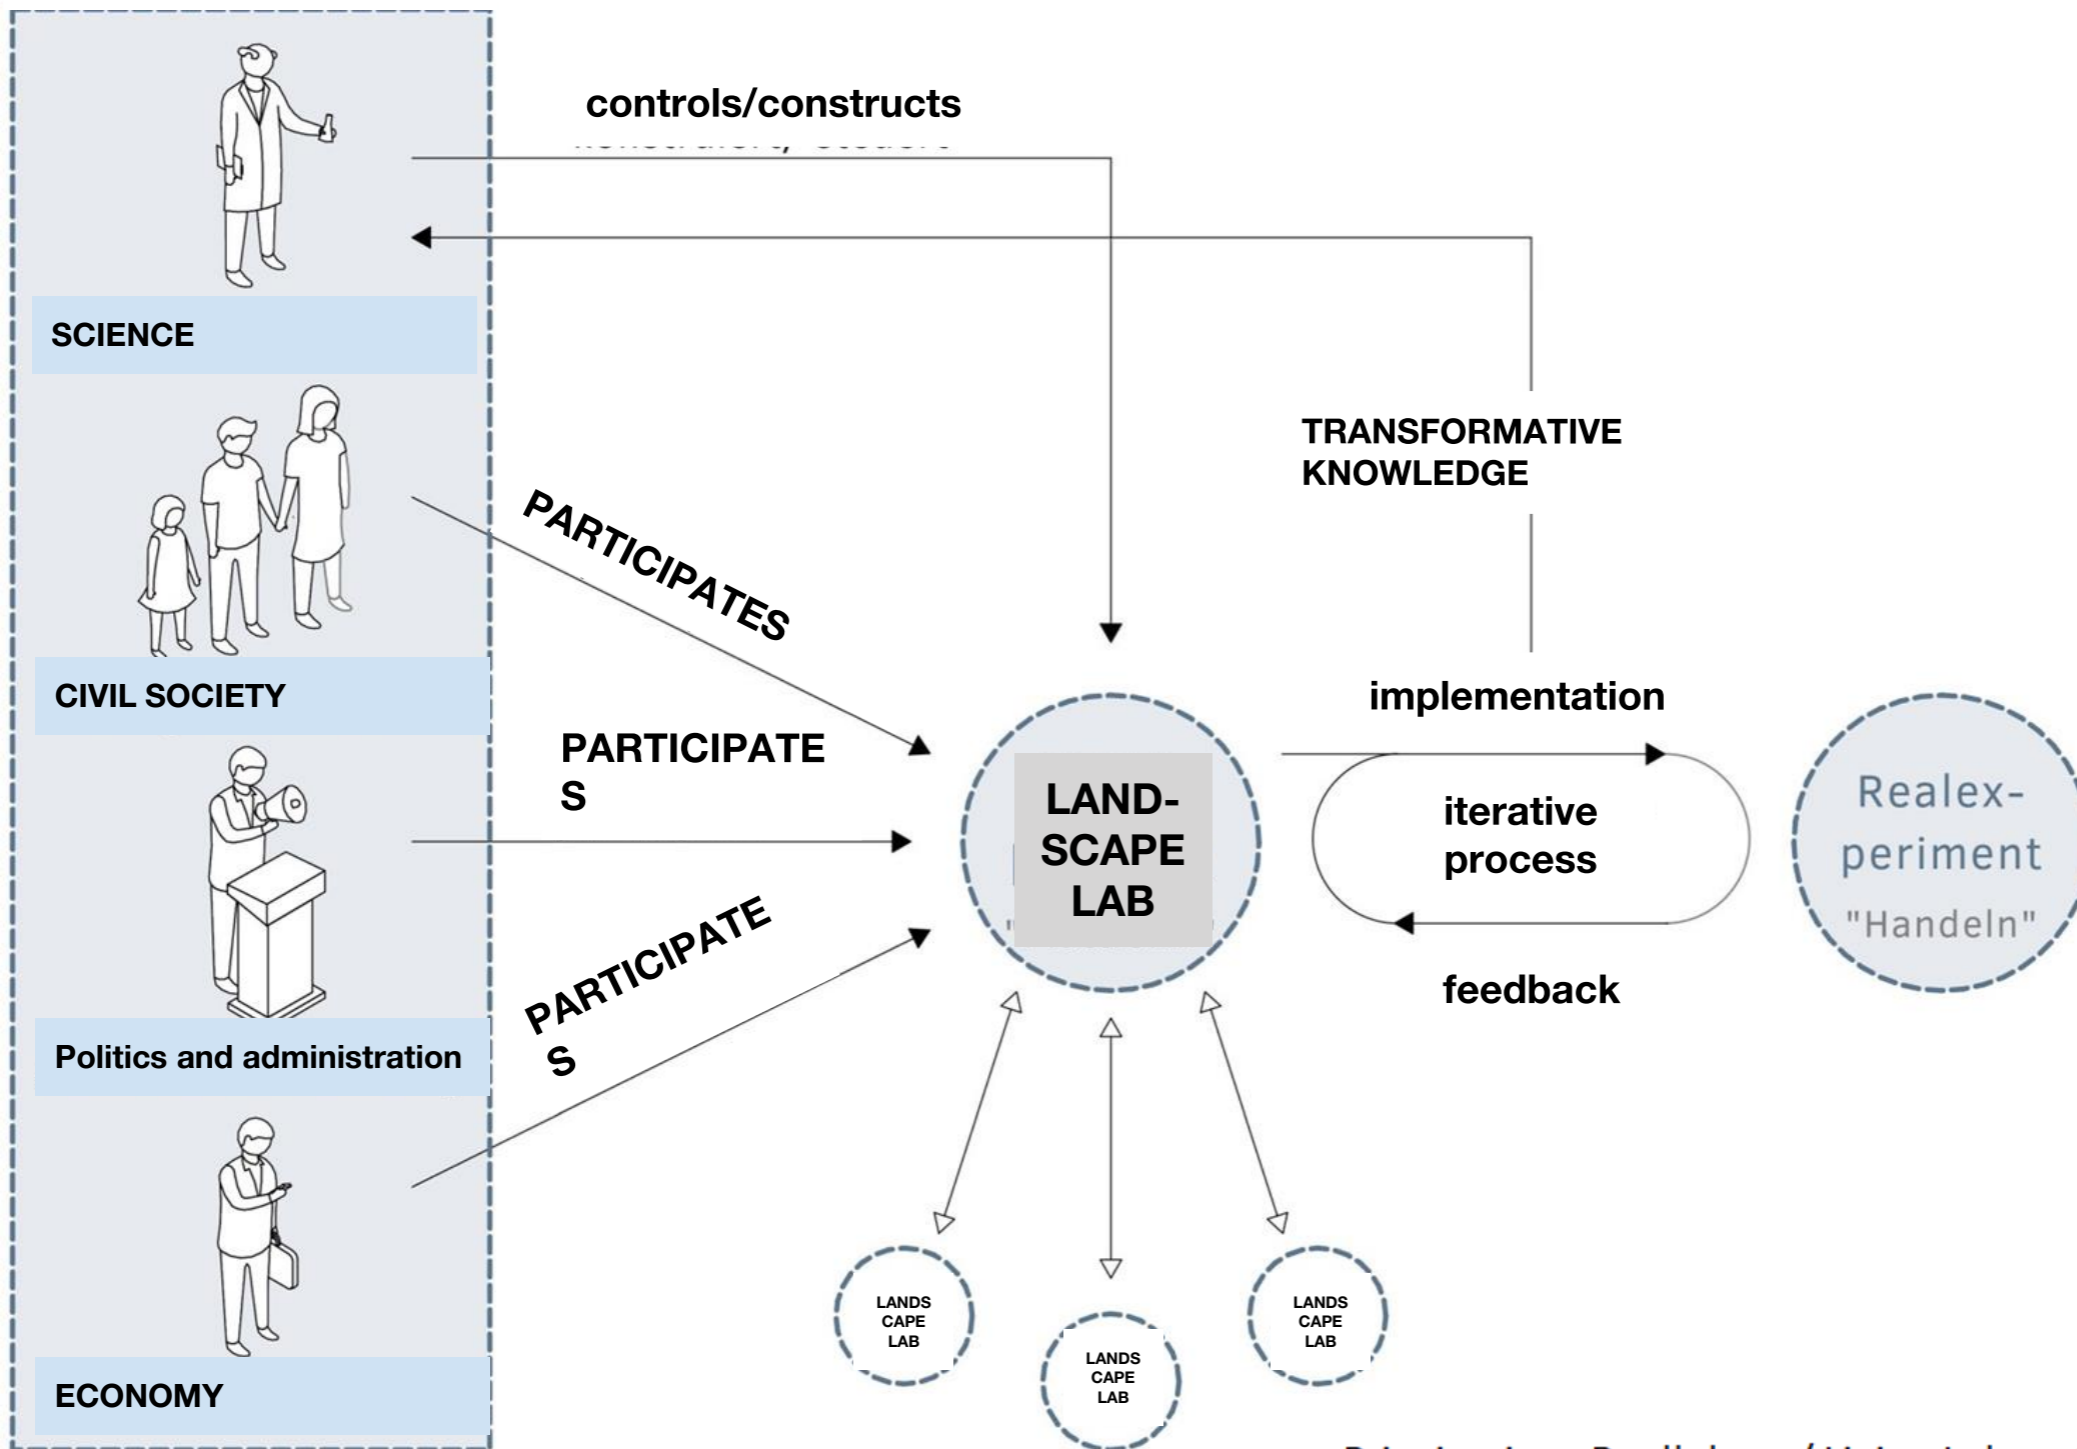 controls/constructs
SCIENCE
TRANSFORMATIVE
KNOWLEDGE
PARTICIPATES
CIVIL SOCIETY
implementation
PARTICIPATE
S
LAND-
SCAPE
LAB
iterative
process
Realex-
periment
"Handeln"
PARTICIPATE
S
feedback
Politics and administration
LANDS
CAPE
LAB
LANDS
CAPE
LAB
LANDS
CAPE
LAB
ECONOMY